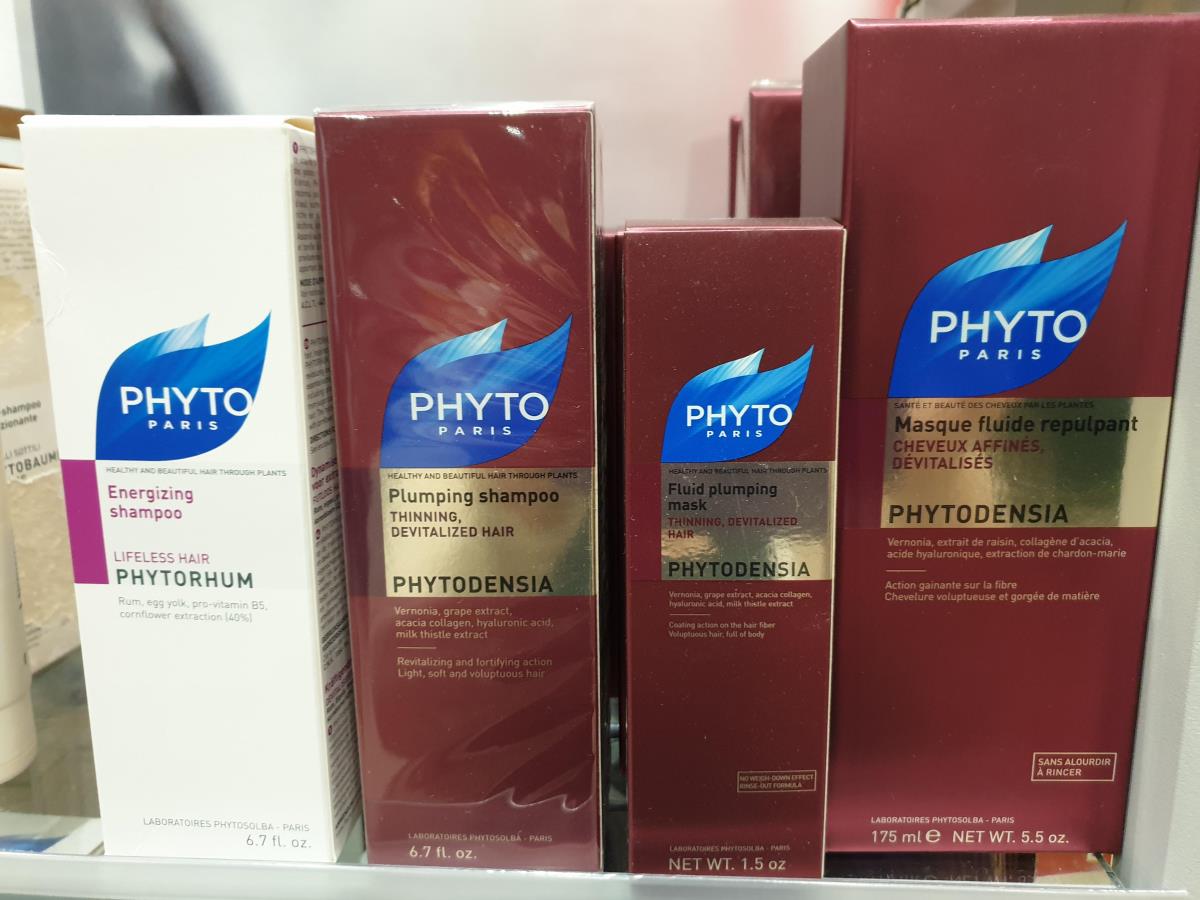 -shampoo
zionante
TOBAUM
PHYTO
PARIS
HEALTHY AND BEAUTIFUL HAIR THROUGH PLANTS
Energizing
shampoo
LIFELESS HAIR
PHYTORHUM
Rum, egg yolk, pro-vitamin B5,
cornflower extraction (40%)
LABORATOIRES PHYTOSOLBA - PARIS
6.7 fl. oz.
PHYTO
PARIS
HEALTHY AND BEAUTIFUL HAIR THROUGH PLANTS
Plumping shampoo
THINNING,
DEVITALIZED HAIR
PHYTODENSIA
Vernonia, grape extract,
acacia collagen, hyaluronic acid,
milk thistle extract
Revitalizing and fortifying action
Light, soft and voluptuous hair
LABORATOIRES PHYTOSOLBA - PARIS
6.7 fl. oz.
PHYTO
PARIS
HEALTHY AND BEAUTIFUL HAIR THROUGH PLANTS
Fluid plumping
mask
THINNING, DEVITALIZED
HAIR
PHYTODENSIA
Vernonia, grape extract, acacia collagen,
hyaluronic acid, milk thistle extract
Coating action on the hair fiber
Voluptuous hair, full of body
NO WEIGH-DOWN EFFECT
RINSE-OUT FORMULA
LABORATOIRES PHYTOSOLBA - PARIS
NET WT. 1.5 oz
PHYTO
PARIS
SANTÉ ET BEAUTÉ DES CHEVEUX PAR LES PLANTES
Masque fluide repulpant
CHEVEUX AFFINÉS,
DÉVITALISÉS
PHYTODENSIA
Vernonia, extrait de raisin, collagène d'acacia,
acide hyaluronique, extraction de chardon-marie
Action gainante sur la fibre
Chevelure voluptueuse et gorgée de matière
SANS ALOURDIR
À RINCER
LABORATOIRES PHYTOSOLBA - PARIS
175 ml e NET WT. 5.5 oz.